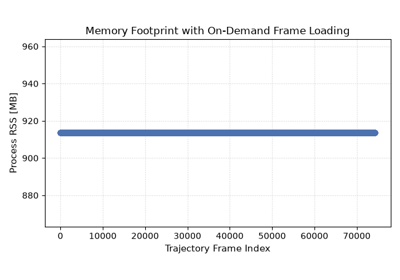 Memory Footprint with On-Demand Frame Loading
960
940
920
900
880
Process RSS [MB]
0 10000 20000 30000 40000 50000 60000 70000
Trajectory Frame Index